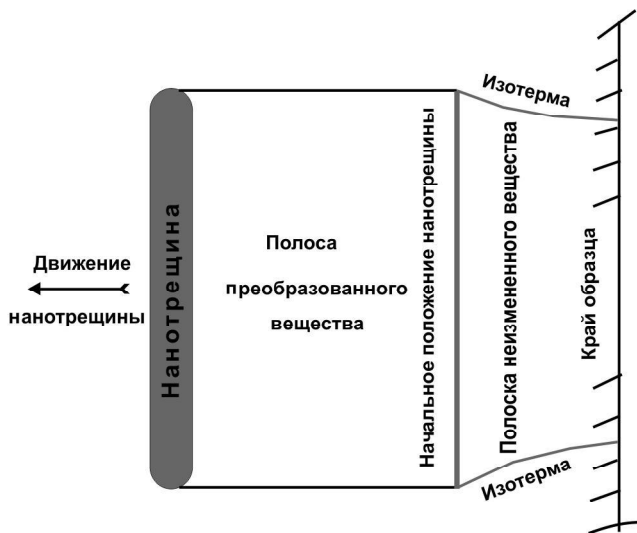 Изотерма
Движение
нанотрещины
Нанотрещина
Полоса
преобразованного
вещества
Начальное положение нанотрещины
Полоска неизмененного вещества
Край образца
Изотерма